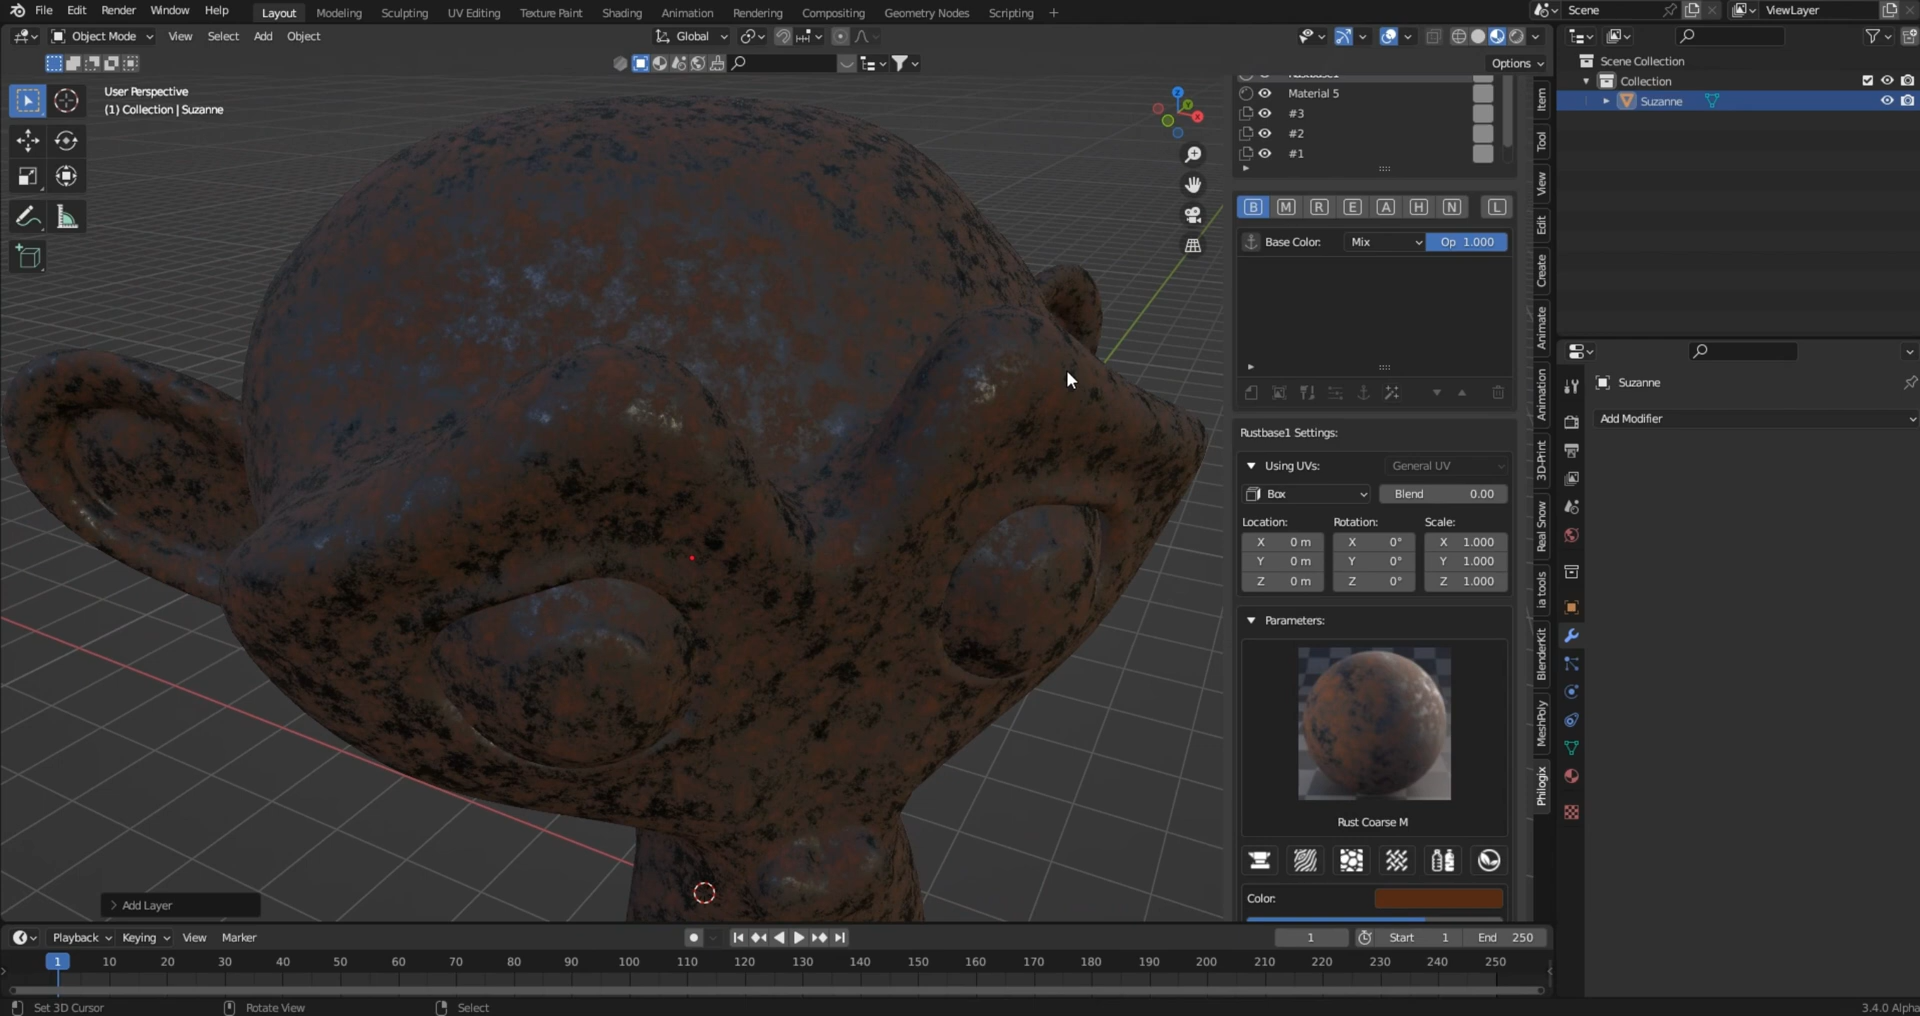 File Edit Render Window Help Layout Modeling Sculpting UV Editing Texture Paint Shading Animation Rendering Compositing Geometry Nodes Scripting + Scene ViewLayer
Object Mode View Select Add Object Global
Options
User Perspective
(1) Collection | Suzanne
Material 5
#3
#2
#1
B M R E A H N L
Base Color: Mix Op 1.000
Rustbase1 Settings:
Using UVs: General UV
Box Blend 0.00
Location: Rotation: Scale:
X 0 m X 0° X 1.000
Y 0 m Y 0° Y 1.000
Z 0 m Z 0° Z 1.000
Parameters:
Rust Coarse M
Color:
Item
Tool
View
Edit
Create
Animate
Animation
3D-Print
Real Snow
ia tools
BlenderKit
MeshPoly
Philogix
Scene Collection
Collection
Suzanne
Suzanne
Add Modifier
> Add Layer
Playback Keying View Marker 1 Start 1 End 250
1 10 20 30 40 50 60 70 80 90 100 110 120 130 140 150 160 170 180 190 200 210 220 230 240 250
Set 3D Cursor Rotate View Select 3.4.0 Alpha